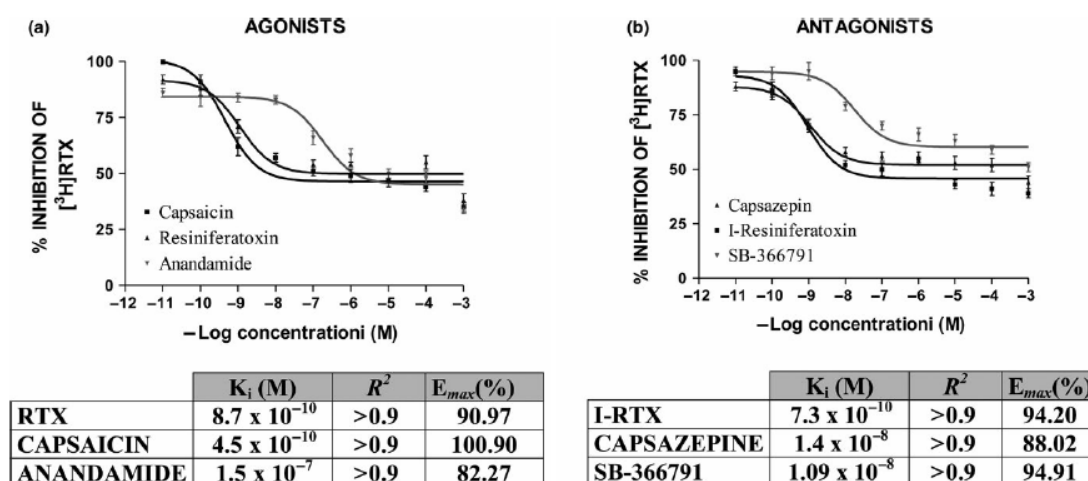 (a) AGONISTS
% INHIBITION OF
[³H]RTX
100
75
50
25
0
Capsaicin
Resiniferatoxin
Anandamide
−12 −11 −10 −9 −8 −7 −6 −5 −4 −3
−Log concentrationi (M)
Kᵢ (M) R² Eₘₐₓ(%)
RTX 8.7 x 10⁻¹⁰ >0.9 90.97
CAPSAICIN 4.5 x 10⁻¹⁰ >0.9 100.90
ANANDAMIDE 1.5 x 10⁻⁷ >0.9 82.27
(b) ANTAGONISTS
% INIBITION OF [³H]RTX
100
75
50
25
0
Capsazepin
I-Resiniferatoxin
SB-366791
−12 −11 −10 −9 −8 −7 −6 −5 −4 −3
−Log concentrationi (M)
Kᵢ (M) R² Eₘₐₓ(%)
I-RTX 7.3 x 10⁻¹⁰ >0.9 94.20
CAPSAZEPINE 1.4 x 10⁻⁸ >0.9 88.02
SB-366791 1.09 x 10⁻⁸ >0.9 94.91